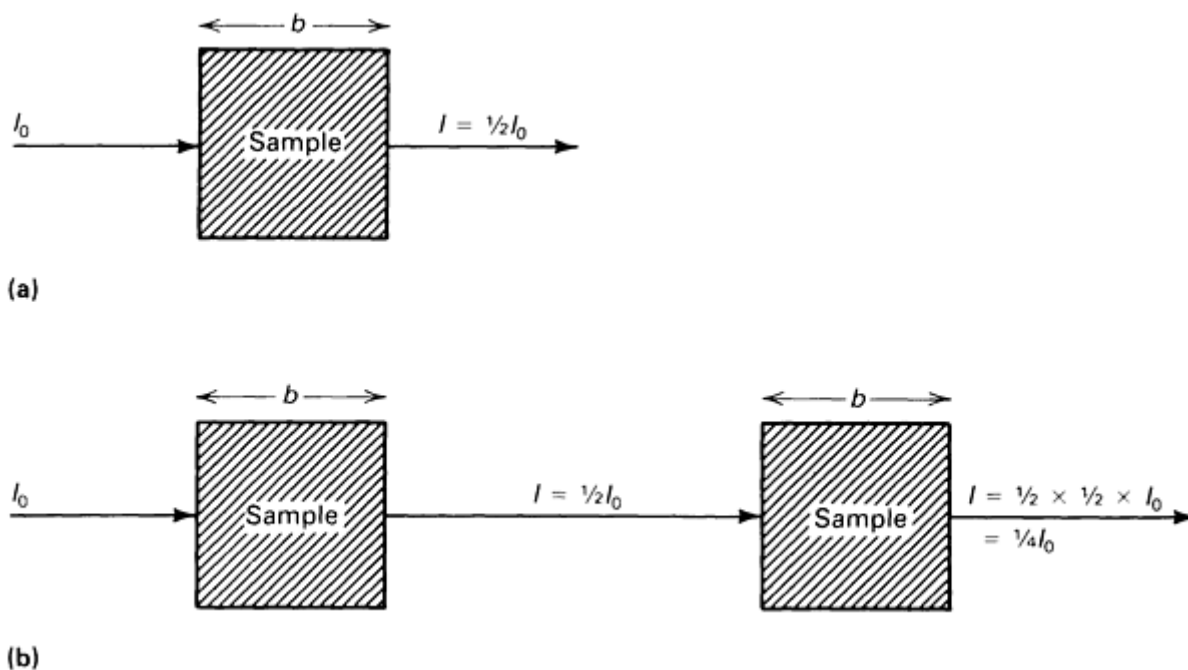 b
I₀
Sample
I = ½I₀
(a)
b
b
I₀
Sample
I = ½I₀
Sample
I = ½ × ½ × I₀
= ¼I₀
(b)